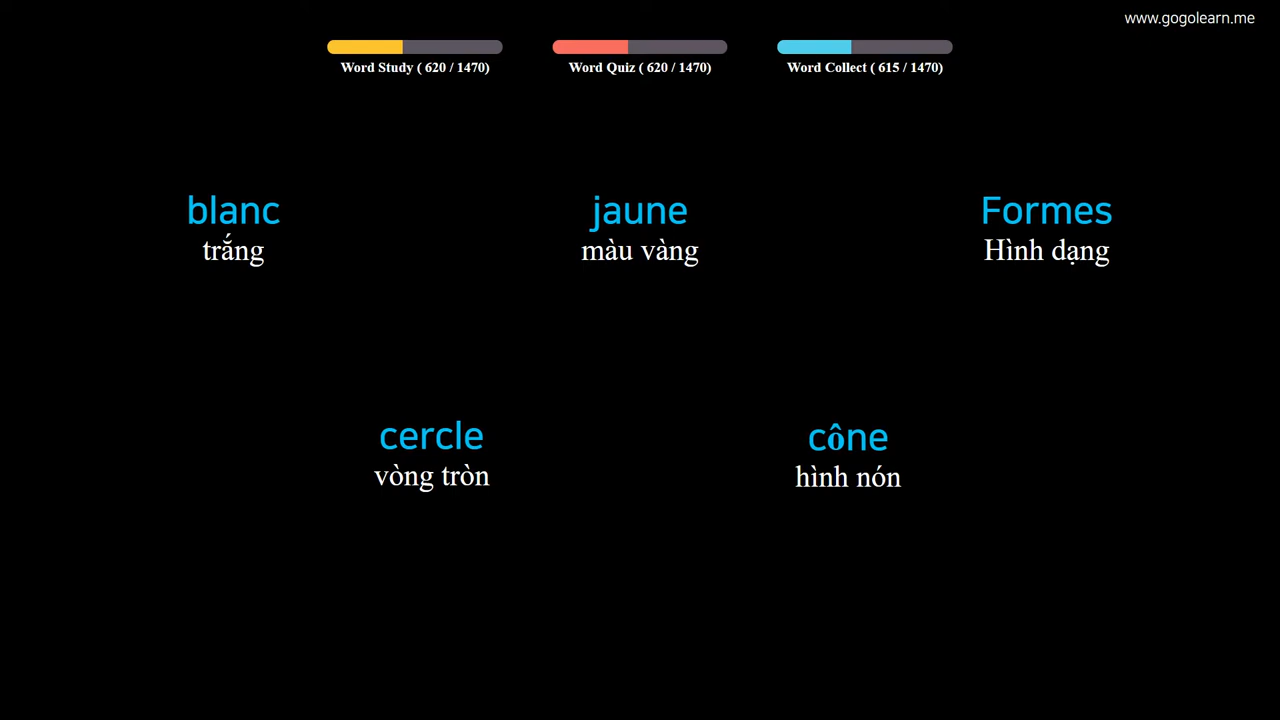 www.gogolearn.me
Word Study ( 620 / 1470)
Word Quiz ( 620 / 1470)
Word Collect ( 615 / 1470)
blanc
trắng
jaune
màu vàng
Formes
Hình dạng
cercle
vòng tròn
cône
hình nón